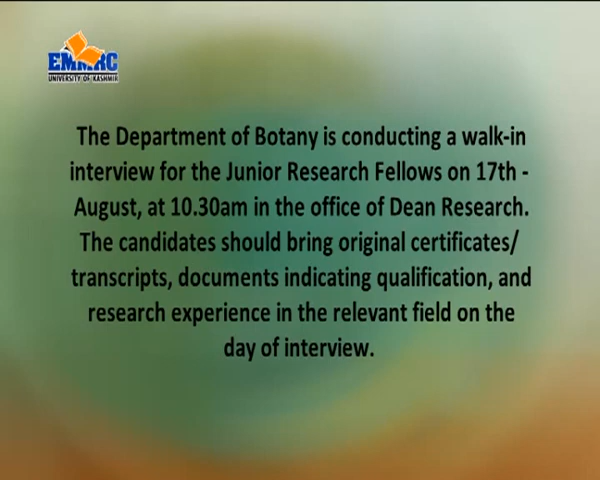 EMMRC
UNIVERSITY OF KASHMIR
The Department of Botany is conducting a walk-in
interview for the Junior Research Fellows on 17th -
August, at 10.30am in the office of Dean Research.
The candidates should bring original certificates/
transcripts, documents indicating qualification, and
research experience in the relevant field on the
day of interview.